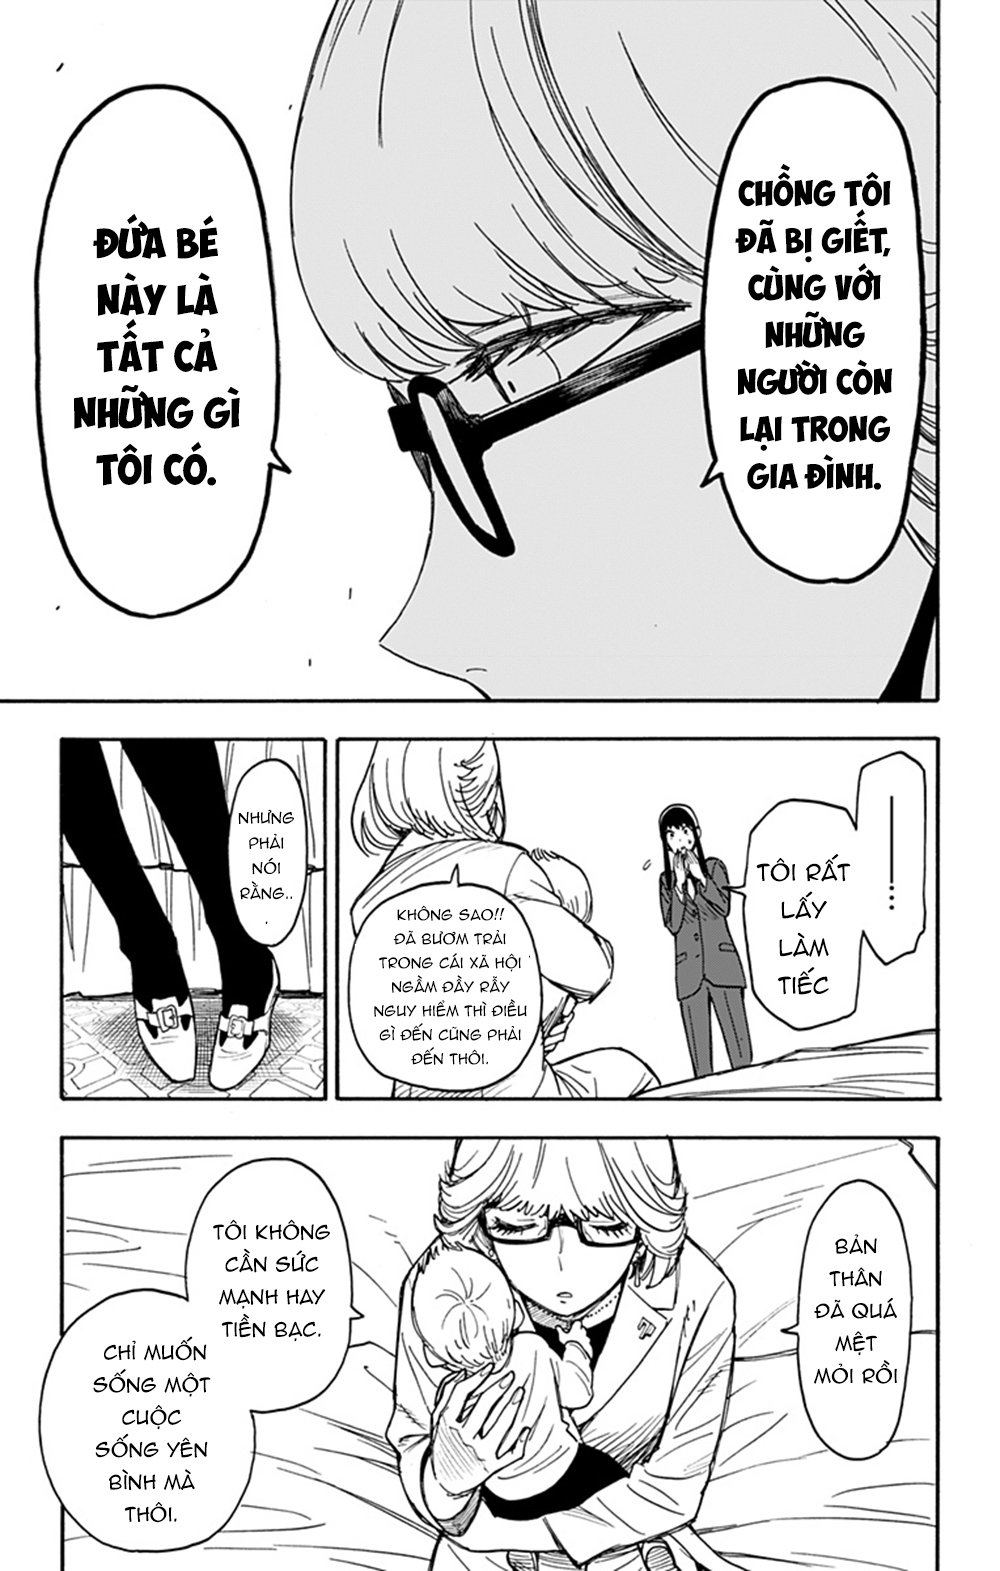 CHỒNG TÔI
ĐÃ BỊ GIẾT,
CÙNG VỚI
NHỮNG
NGƯỜI CÒN
LẠI TRONG
GIA ĐÌNH.
ĐỨA BÉ
NÀY LÀ
TẤT CẢ
NHỮNG GÌ
TÔI CÓ.
TÔI RẤT
LẤY
LÀM
TIẾC
KHÔNG SAO!!
ĐÃ BƯƠM TRẢI
TRONG CÁI XÃ HỘI
NGẦM ĐẦY RẪY
NGUY HIỂM THÌ ĐIỀU
GÌ ĐẾN CŨNG PHẢI
ĐẾN THÔI.
NHƯNG
PHẢI
NÓI
RẰNG..
BẢN
THÂN
ĐÃ QUÁ
MỆT
MỎI RỒI
TÔI KHÔNG
CẦN SỨC
MẠNH HAY
TIỀN BẠC.
CHỈ MUỐN
SỐNG MỘT
CUỘC
SỐNG YÊN
BÌNH MÀ
THÔI.